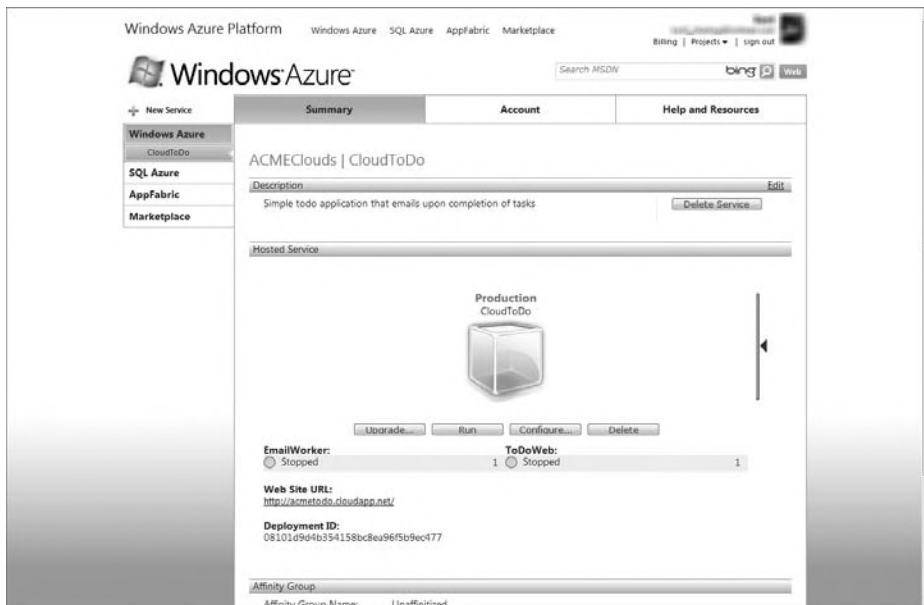 Windows Azure Platform Windows Azure SQL Azure AppFabric Marketplace
Billing | Projects | sign out
Windows Azure Search MSDN bing Web
New Service Summary Account Help and Resources
Windows Azure
CloudToDo
SQL Azure
AppFabric
Marketplace
ACMEClouds | CloudToDo
Description Edit
Simple todo application that emails upon completion of tasks Delete Service
Hosted Service
Production
CloudToDo
Upgrade... Run Configure... Delete
EmailWorker: ToDoWeb:
Stopped 1 Stopped 1
Web Site URL:
http://acmetodo.cloudapp.net/
Deployment ID:
08101d9d4b354158bc8ea96f5b9ec477
Affinity Group
Affinity Group Name: Unaffinitized